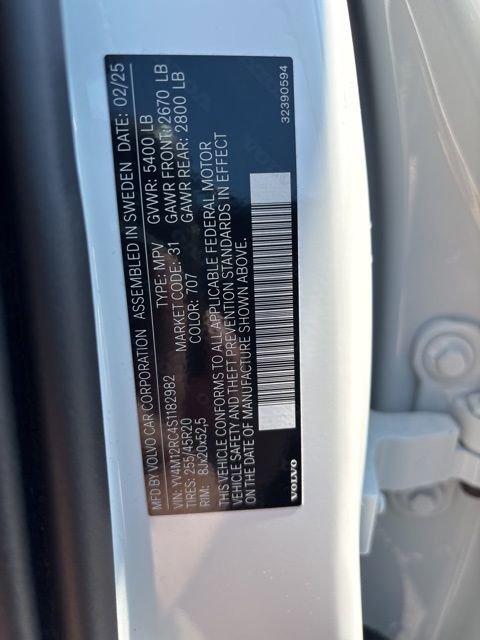 MFD BY VOLVO CAR CORPORATION ASSEMBLED IN SWEDEN DATE: 02/25
VIN: YV4M12RC4S1182982 TYPE: MPV GVWR: 5400 LB
TIRES: 255/45R20 MARKET CODE: 31 GAWR FRONT: 2670 LB
RIM: 8Jx20x52,5 COLOR: 707 GAWR REAR: 2800 LB
THIS VEHICLE CONFORMS TO ALL APPLICABLE FEDERAL MOTOR
VEHICLE SAFETY AND THEFT PREVENTION STANDARDS IN EFFECT
ON THE DATE OF MANUFACTURE SHOWN ABOVE.
VOLVO 32390594